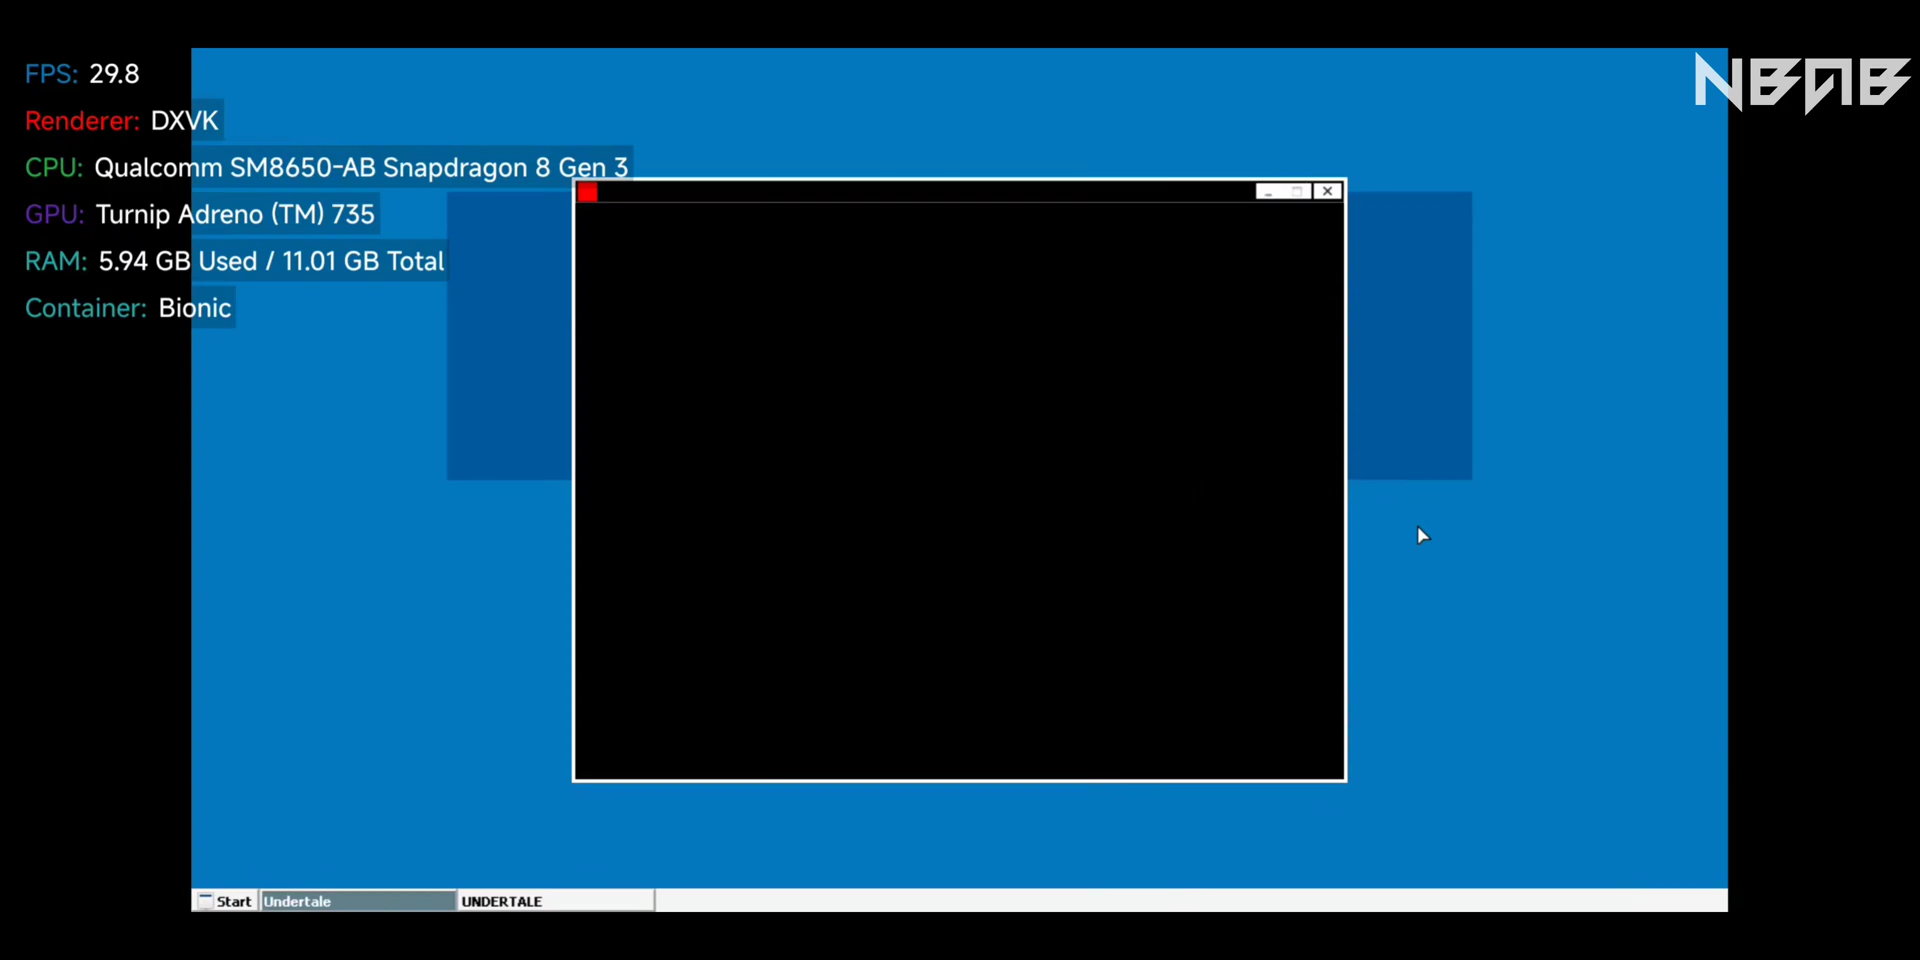 FPS: 29.8
NBAB
Renderer: DXVK
CPU: Qualcomm SM8650-AB Snapdragon 8 Gen 3
GPU: Turnip Adreno (TM) 735
RAM: 5.94 GB Used / 11.01 GB Total
Container: Bionic
Start Undertale UNDERTALE